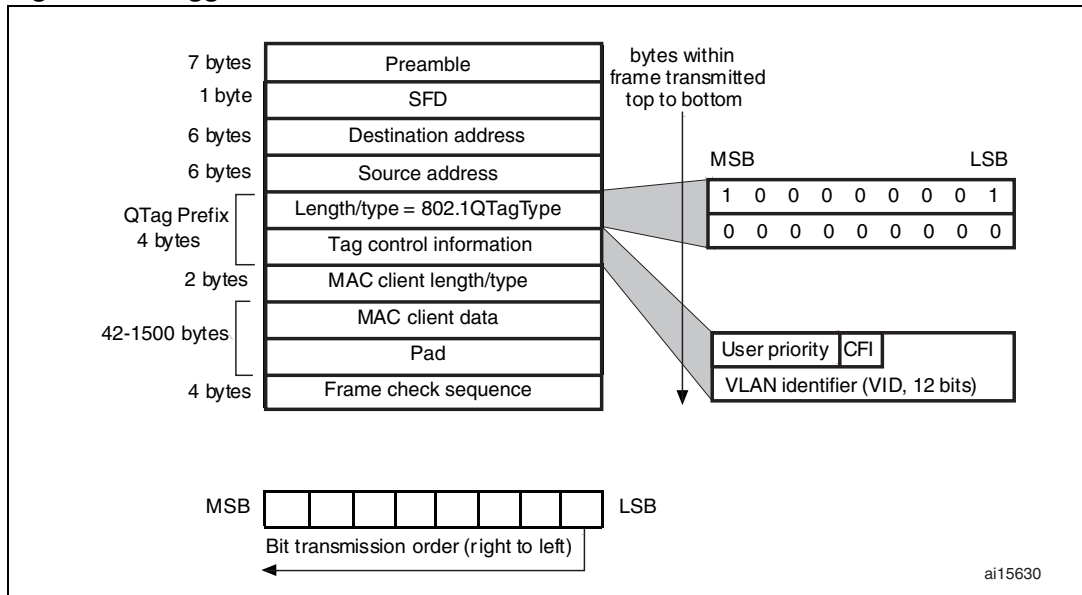 7 bytes
Preamble
1 byte
SFD
6 bytes
Destination address
6 bytes
Source address
QTag Prefix
4 bytes
Length/type = 802.1QTagType
Tag control information
2 bytes
MAC client length/type
42-1500 bytes
MAC client data
Pad
4 bytes
Frame check sequence
bytes within
frame transmitted
top to bottom
MSB LSB
1 0 0 0 0 0 0 0 1
0 0 0 0 0 0 0 0 0
User priority CFI
VLAN identifier (VID, 12 bits)
MSB LSB
Bit transmission order (right to left)
ai15630